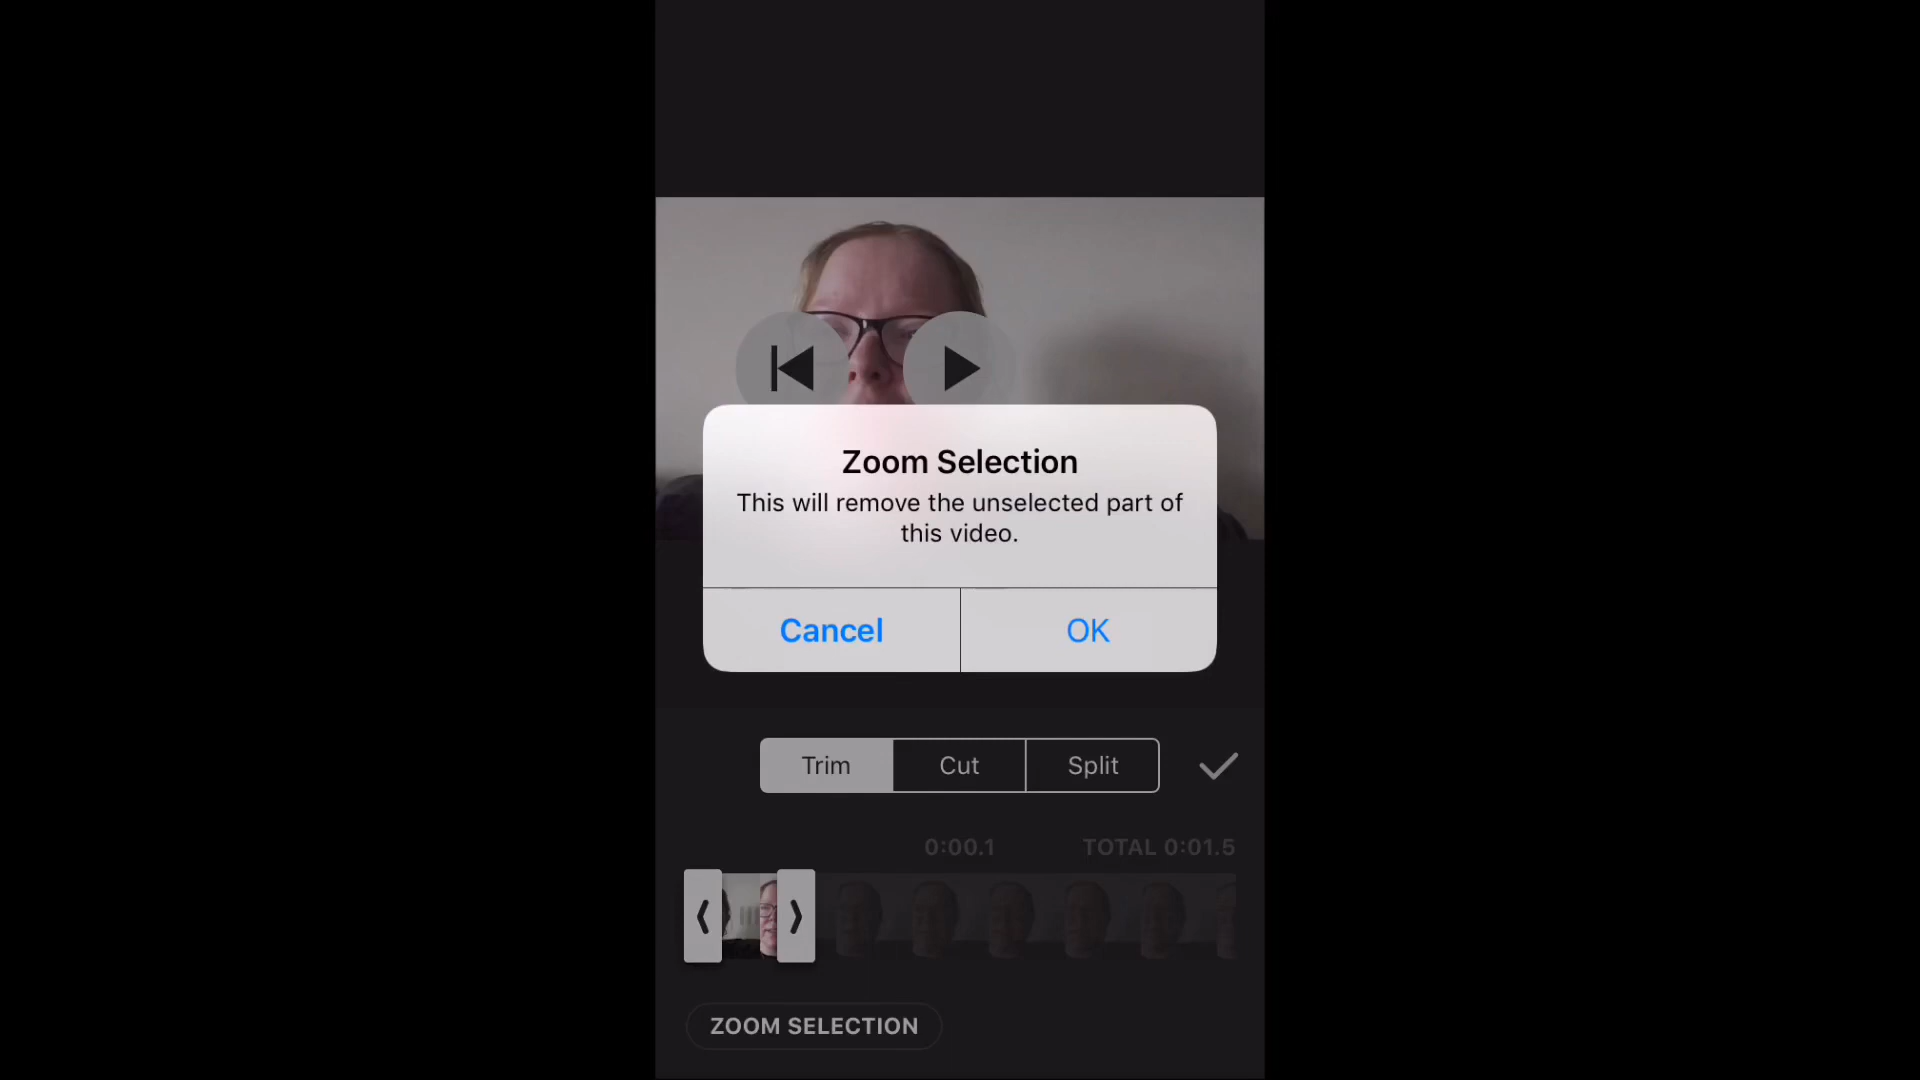 Zoom Selection
This will remove the unselected part of
this video.
Cancel
OK
Trim
Cut
Split
0:00.1
TOTAL 0:01.5
ZOOM SELECTION